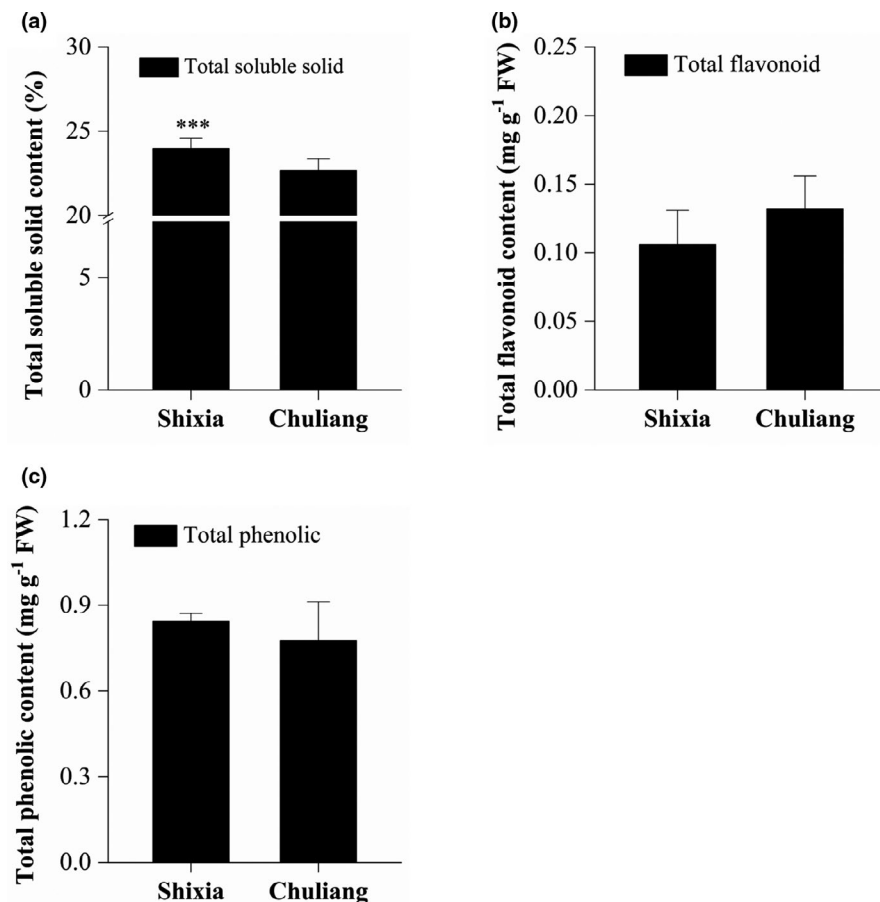 (a)
Total soluble solid content (%)
30
25
20
5
0
Total soluble solid
***
Shixia Chuliang
(b)
Total flavonoid content (mg g-1 FW)
0.25
0.20
0.15
0.10
0.05
0.00
Total flavonoid
Shixia Chuliang
(c)
Total phenolic content (mg g-1 FW)
1.2
0.9
0.6
0.3
0.0
Total phenolic
Shixia Chuliang